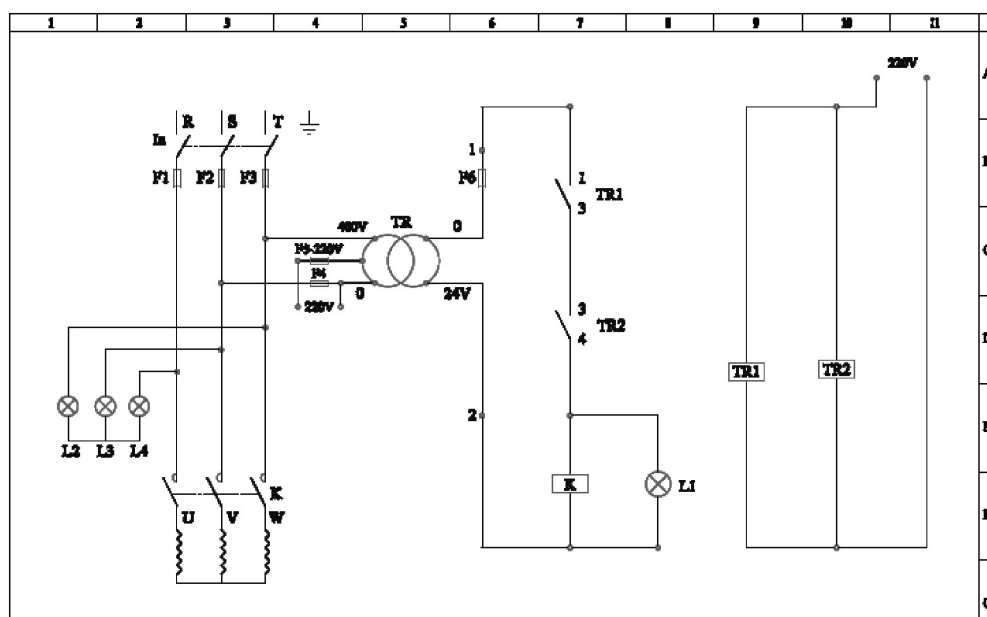 1 2 3 4 5 6 7 8 9 10 11
220V
A
R S T
In
1
F1 F2 F3
F6
1
TR1
3
400V TR 0
F5-220V
F4
0 24V
220V
3
TR2
4
TR1 TR2
2
L2 L3 L4
K
K L1
U V W